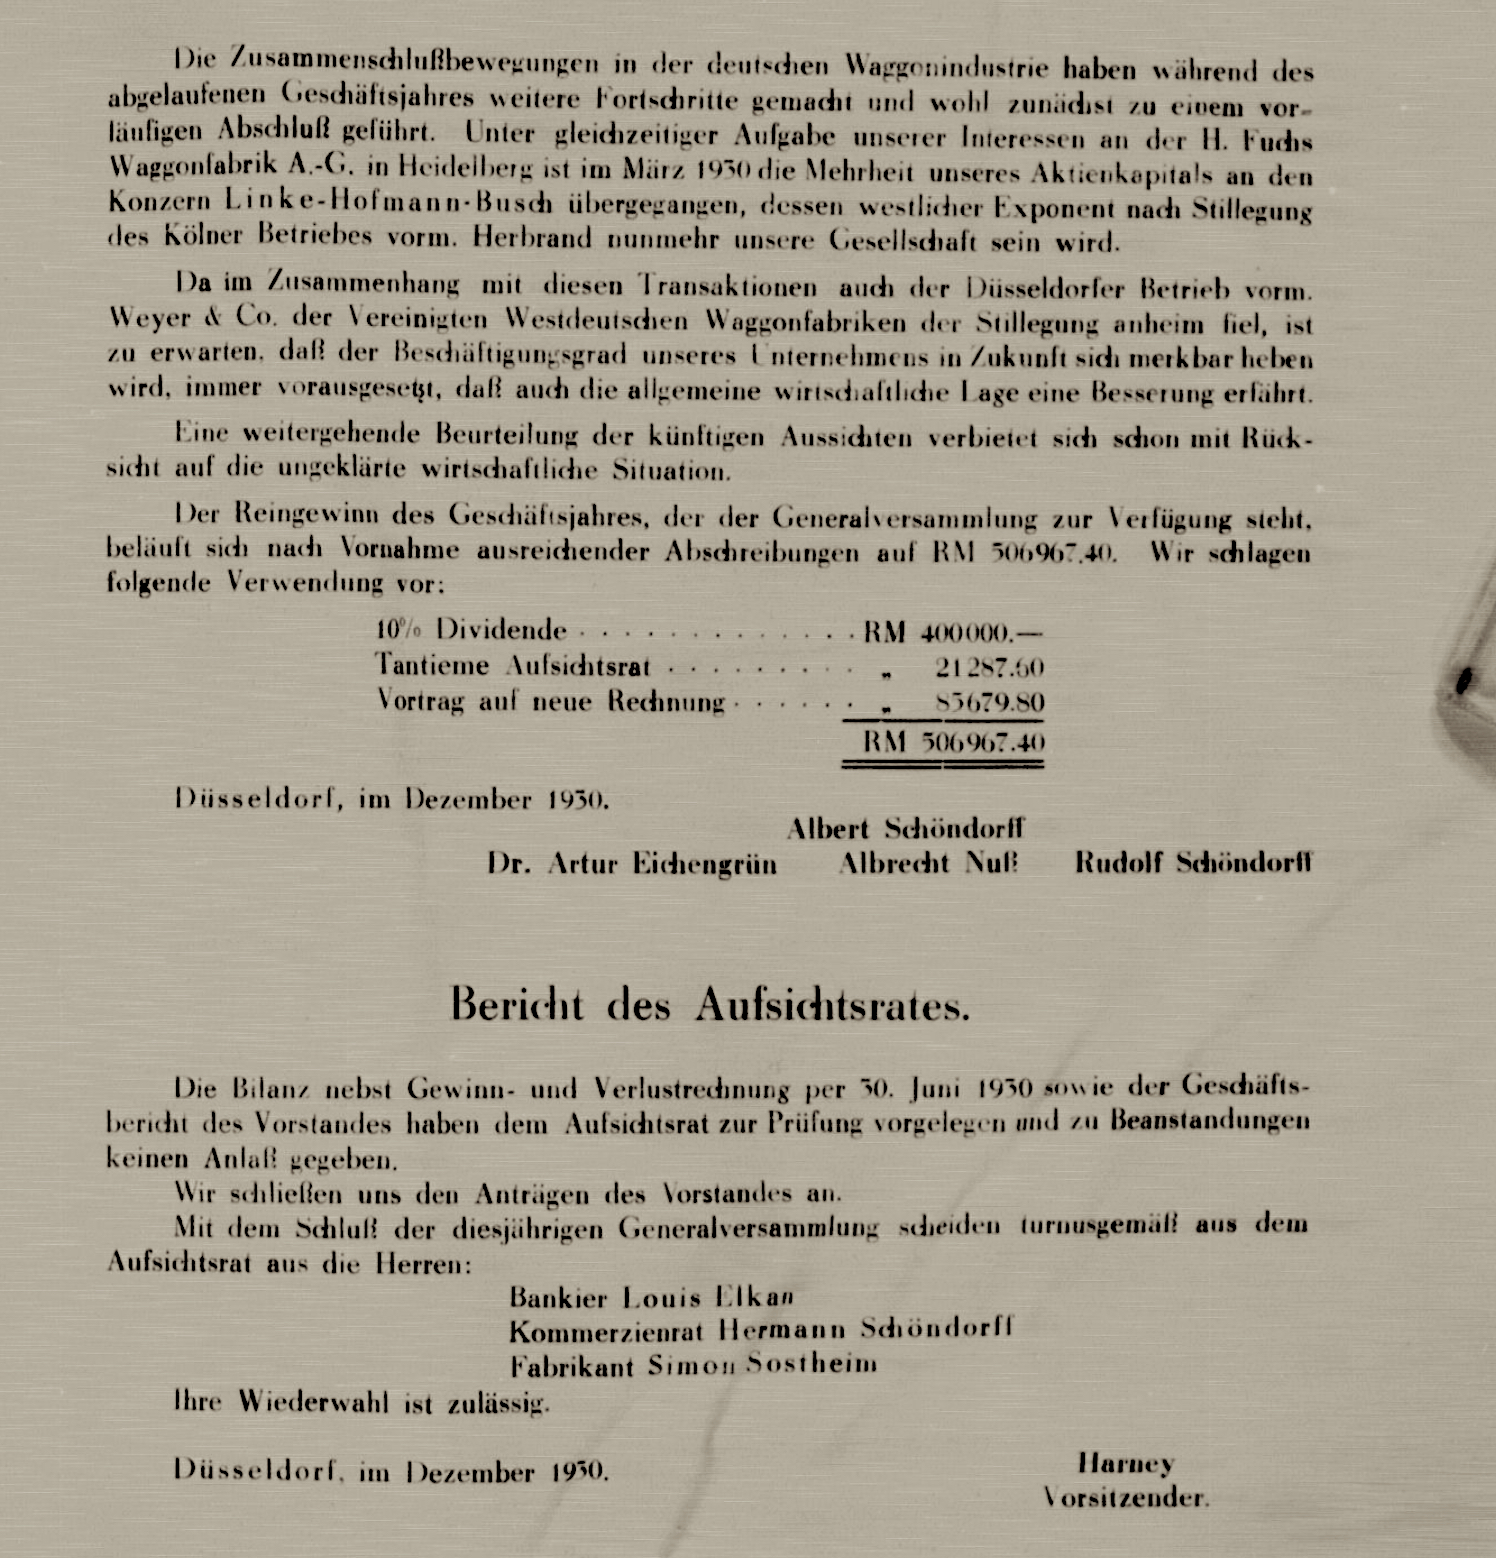 Die Zusammenschlußbewegungen in der deutschen Waggonindustrie haben während des
abgelaufenen Geschäftsjahres weitere Fortschritte gemacht und wohl zunächst zu einem vor-
läufigen Abschluß geführt. Unter gleichzeitiger Aufgabe unserer Interessen an der H. Fuchs
Waggonfabrik A.-G. in Heidelberg ist im März 1930 die Mehrheit unseres Aktienkapitals an den
Konzern Linke-Hofmann-Busch übergegangen, dessen westlicher Exponent nach Stillegung
des Kölner Betriebes vorm. Herbrand nunmehr unsere Gesellschaft sein wird.
Da im Zusammenhang mit diesen Transaktionen auch der Düsseldorfer Betrieb vorm.
Weyer & Co. der Vereinigten Westdeutschen Waggonfabriken der Stillegung anheim fiel, ist
zu erwarten, daß der Beschäftigungsgrad unseres Unternehmens in Zukunft sich merkbar heben
wird, immer vorausgesetzt, daß auch die allgemeine wirtschaftliche Lage eine Besserung erfährt.
Eine weitergehende Beurteilung der künftigen Aussichten verbietet sich schon mit Rück-
sicht auf die ungeklärte wirtschaftliche Situation.
Der Reingewinn des Geschäftsjahres, der der Generalversammlung zur Verfügung steht,
beläuft sich nach Vornahme ausreichender Abschreibungen auf RM 506967.40. Wir schlagen
folgende Verwendung vor:
10% Dividende . . . . . . . . . . . . . RM 400000.—
Tantieme Aufsichtsrat . . . . . . . . . „ 21287.60
Vortrag auf neue Rechnung . . . . . . „ 85679.80
RM 506967.40
Düsseldorf, im Dezember 1930.
Albert Schöndorff
Dr. Artur Eichengrün Albrecht Nuß Rudolf Schöndorff
Bericht des Aufsichtsrates.
Die Bilanz nebst Gewinn- und Verlustrechnung per 30. Juni 1930 sowie der Geschäfts-
bericht des Vorstandes haben dem Aufsichtsrat zur Prüfung vorgelegen und zu Beanstandungen
keinen Anlaß gegeben.
Wir schließen uns den Anträgen des Vorstandes an.
Mit dem Schluß der diesjährigen Generalversammlung scheiden turnusgemäß aus dem
Aufsichtsrat aus die Herren:
Bankier Louis Elkan
Kommerzienrat Hermann Schöndorff
Fabrikant Simon Sostheim
Ihre Wiederwahl ist zulässig.
Düsseldorf, im Dezember 1930.
Harney
Vorsitzender.